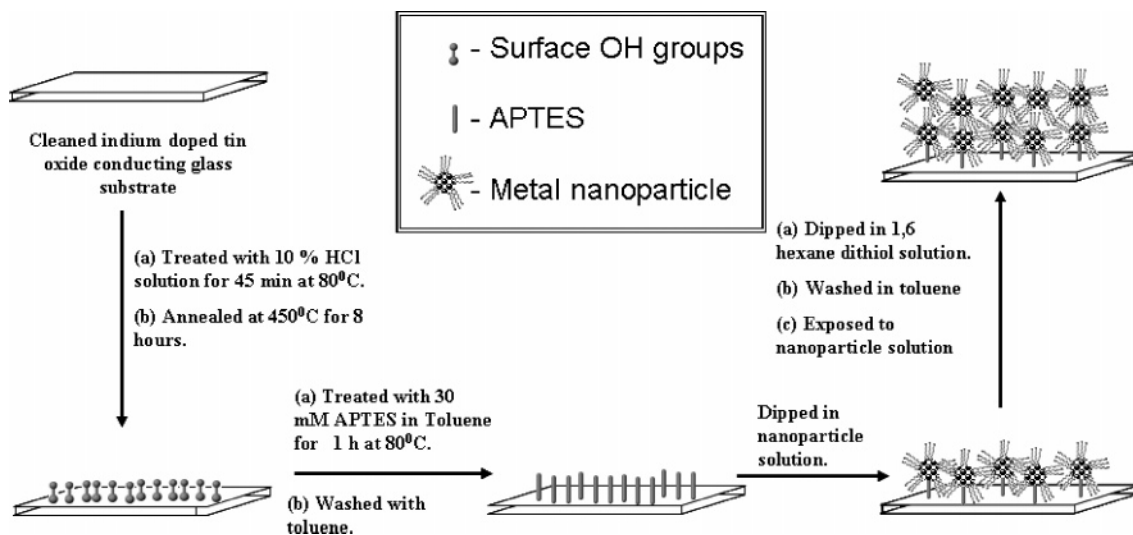 - Surface OH groups
- APTES
- Metal nanoparticle
Cleaned indium doped tin
oxide conducting glass
substrate
(a) Treated with 10 % HCl
solution for 45 min at 80⁰C.
(b) Annealed at 450⁰C for 8
hours.
(a) Treated with 30
mM APTES in Toluene
for 1 h at 80⁰C.
(b) Washed with
toluene.
Dipped in
nanoparticle
solution.
(a) Dipped in 1,6
hexane dithiol solution.
(b) Washed in toluene
(c) Exposed to
nanoparticle solution